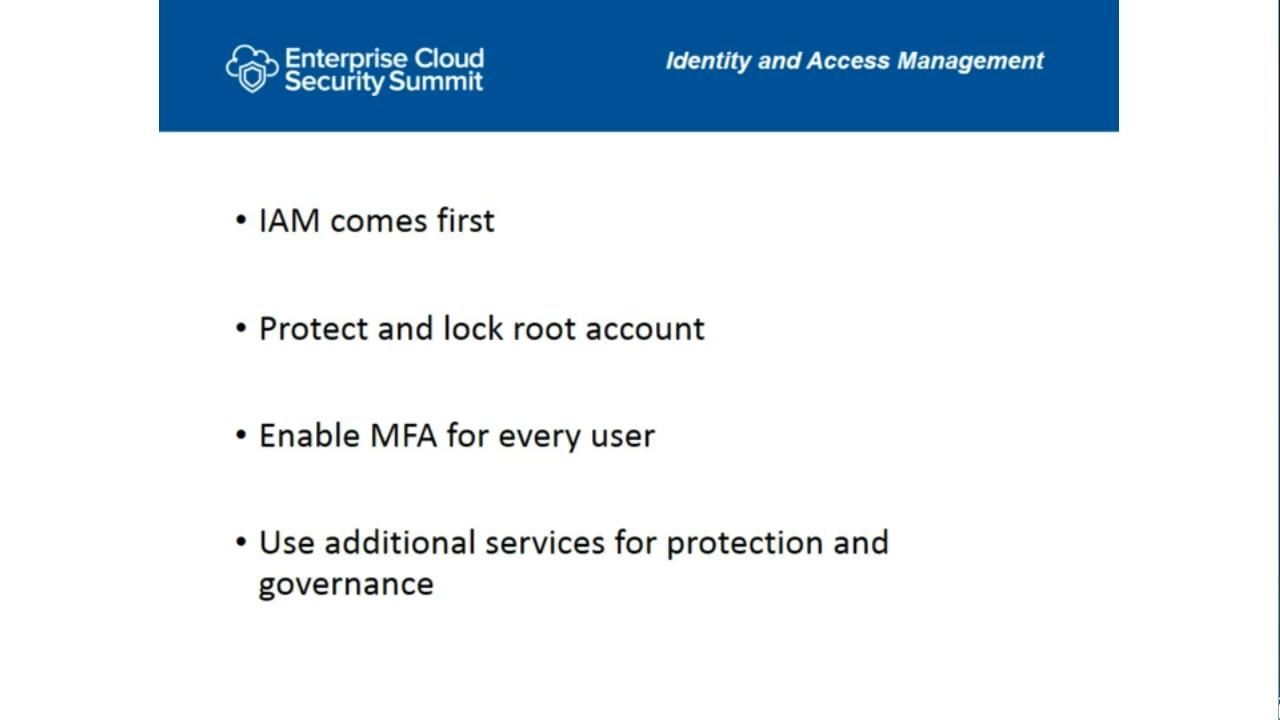 Enterprise Cloud
Security Summit
Identity and Access Management
• IAM comes first
• Protect and lock root account
• Enable MFA for every user
• Use additional services for protection and
governance